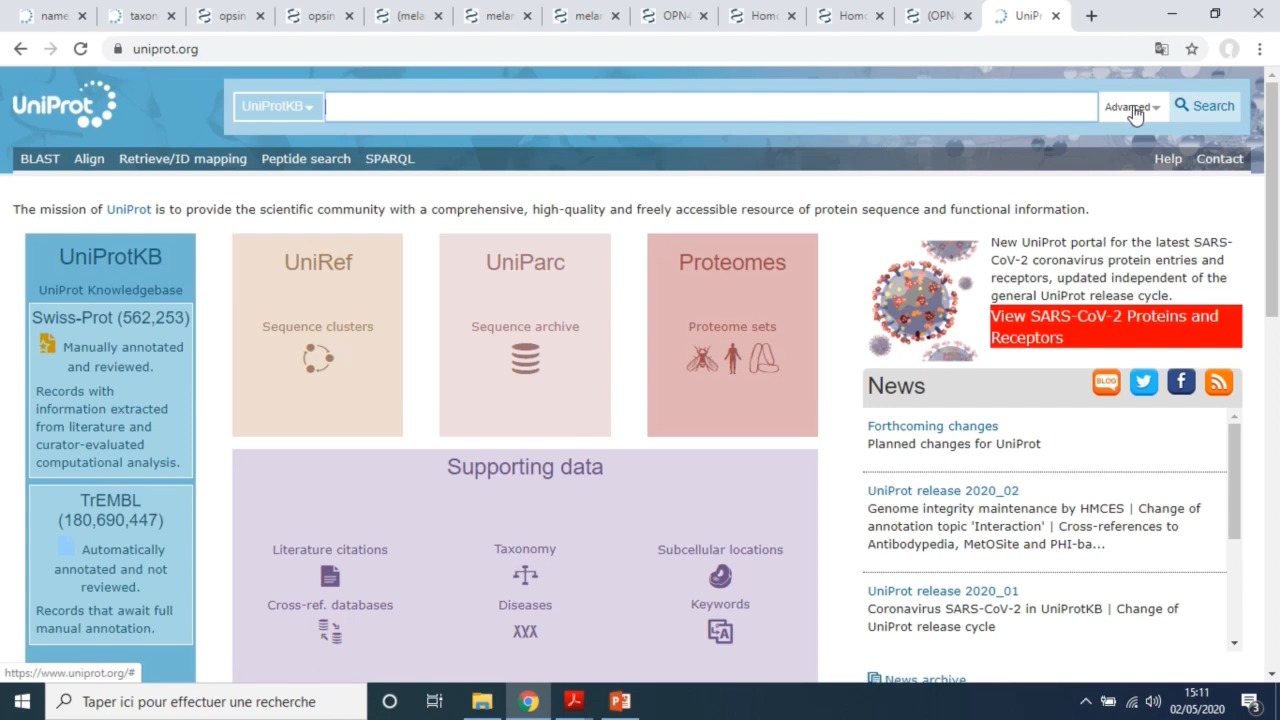 name
taxon
opsin
opsin
(mela
melar
melar
OPN4
Homo
Homo
(OPN
UniPr
uniprot.org
UniProt
UniProtKB
Advanced
Search
BLAST Align Retrieve/ID mapping Peptide search SPARQL
Help Contact
The mission of UniProt is to provide the scientific community with a comprehensive, high-quality and freely accessible resource of protein sequence and functional information.
UniProtKB
UniProt Knowledgebase
Swiss-Prot (562,253)
Manually annotated
and reviewed.
Records with
information extracted
from literature and
curator-evaluated
computational analysis.
TrEMBL
(180,690,447)
Automatically
annotated and not
reviewed.
Records that await full
manual annotation.
UniRef
Sequence clusters
UniParc
Sequence archive
Proteomes
Proteome sets
Supporting data
Literature citations
Taxonomy
Subcellular locations
Cross-ref. databases
Diseases
Keywords
New UniProt portal for the latest SARS-
CoV-2 coronavirus protein entries and
receptors, updated independent of the
general UniProt release cycle.
View SARS-CoV-2 Proteins and
Receptors
News
BLOG
Forthcoming changes
Planned changes for UniProt
UniProt release 2020_02
Genome integrity maintenance by HMCES | Change of
annotation topic 'Interaction' | Cross-references to
Antibodypedia, MetOSite and PHI-ba...
UniProt release 2020_01
Coronavirus SARS-CoV-2 in UniProtKB | Change of
UniProt release cycle
News archive
https://www.uniprot.org/#
Taper ici pour effectuer une recherche
15:11
02/05/2020
3